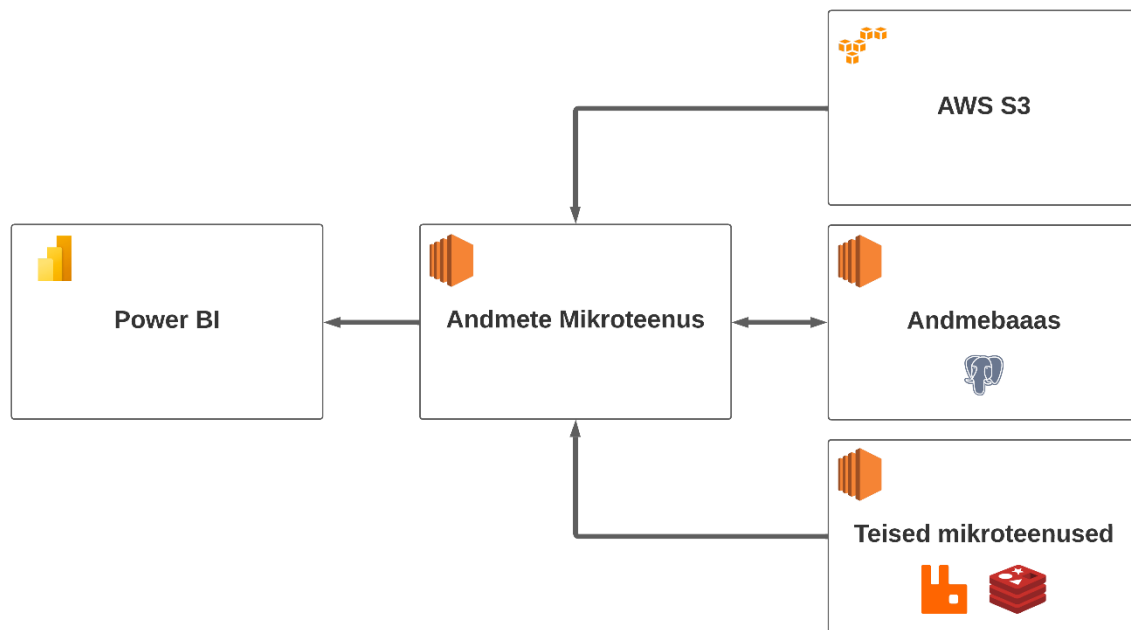 AWS S3
Power BI
Andmete Mikroteenus
Andmebaaas
Teised mikroteenused